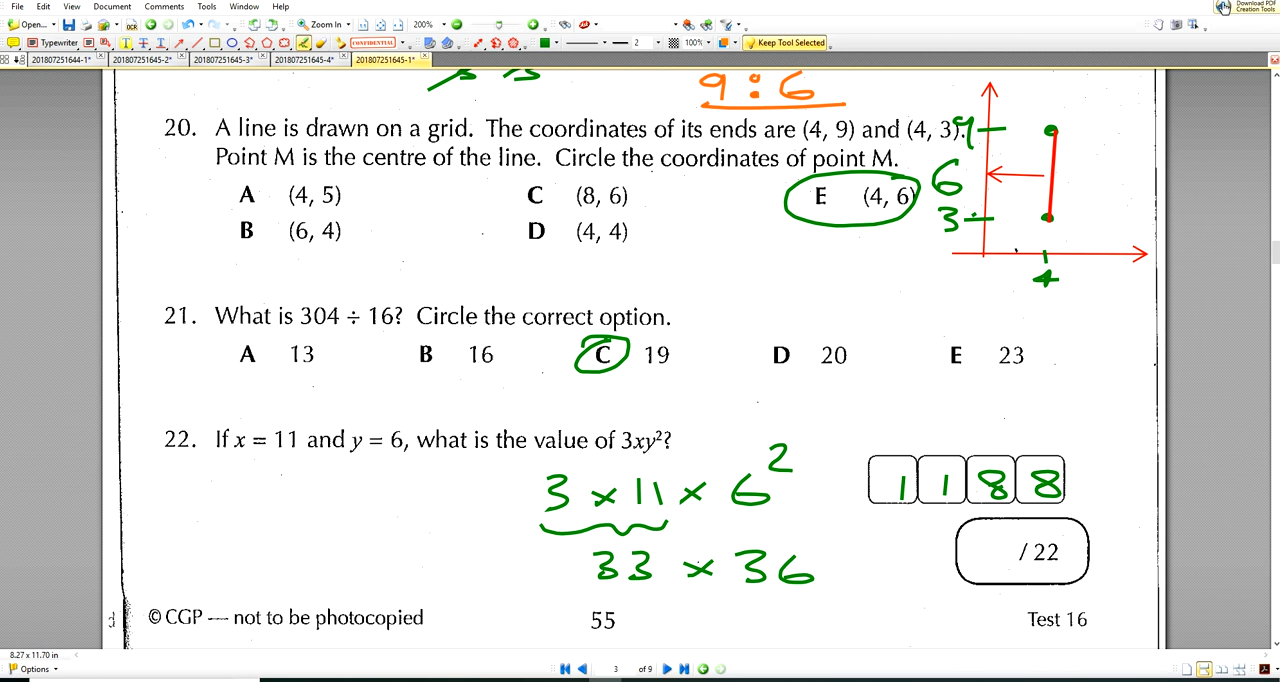 File Edit View Document Comments Tools Window Help
Create PDF Creation Tools
Open... OCR Zoom In 200%
Typewriter CONFIDENTIAL 2 100% Keep Tool Selected
201807251644-1* 201807251645-2* 201807251645-3* 201807251645-4* 201807251645-1*
9 : 6
20. A line is drawn on a grid. The coordinates of its ends are (4, 9) and (4, 3).
Point M is the centre of the line. Circle the coordinates of point M.
A (4, 5) C (8, 6) E (4, 6)
B (6, 4) D (4, 4)
9
6
3
4
21. What is 304 ÷ 16? Circle the correct option.
A 13 B 16 C 19 D 20 E 23
22. If x = 11 and y = 6, what is the value of 3xy²?
3 × 11 × 6²
33 × 36
1 1 8 8
/ 22
© CGP — not to be photocopied 55 Test 16
8.27 x 11.70 in
Options 3 of 9